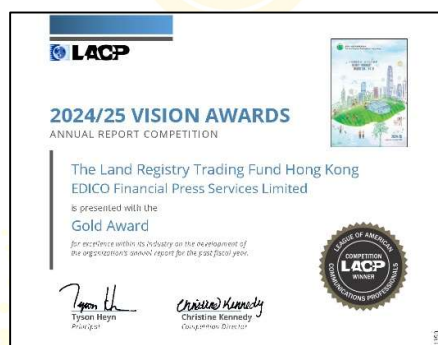 LACP
2024/25 VISION AWARDS
ANNUAL REPORT COMPETITION
The Land Registry Trading Fund Hong Kong
EDICO Financial Press Services Limited
is presented with the
Gold Award
for excellence within its industry on the development of
the organization's annual report for the past fiscal year.
Tyson Heyn
Principal
Christine Kennedy
Christine Kennedy
Competition Director
LEAGUE OF AMERICAN
COMPETITION
LACP
WINNER
COMMUNICATIONS PROFESSIONALS